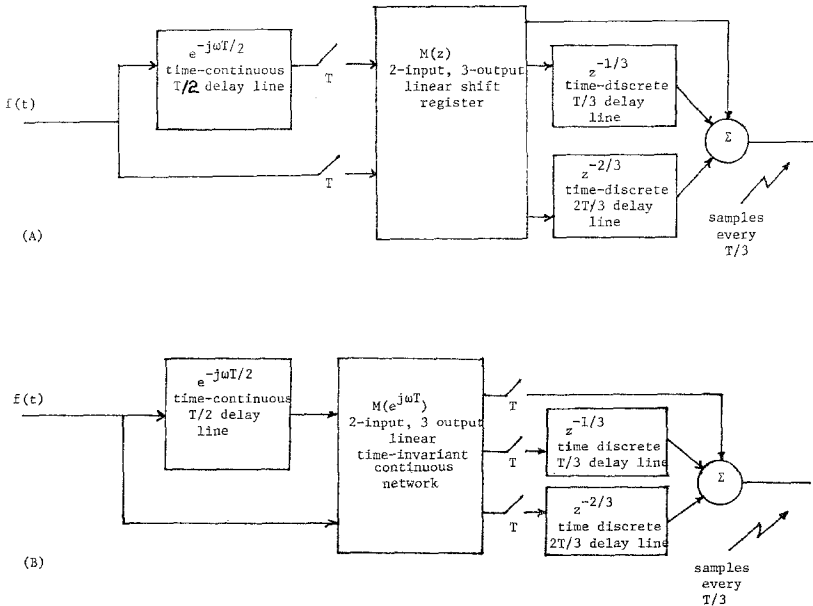 e^-jωT/2
time-continuous
T/2 delay line
T
M(z)
2-input, 3-output
linear shift
register
z^-1/3
time-discrete
T/3 delay
line
f(t)
Σ
T
z^-2/3
time-discrete
2T/3 delay
line
samples
every
T/3
(A)
e^-jωT/2
time-continuous
T/2 delay
line
f(t)
M(e^jωT)
2-input, 3 output
linear
time-invariant
continuous
network
T
z^-1/3
time discrete
T/3 delay line
T
Σ
z^-2/3
time discrete
2T/3 delay line
T
samples
every
T/3
(B)